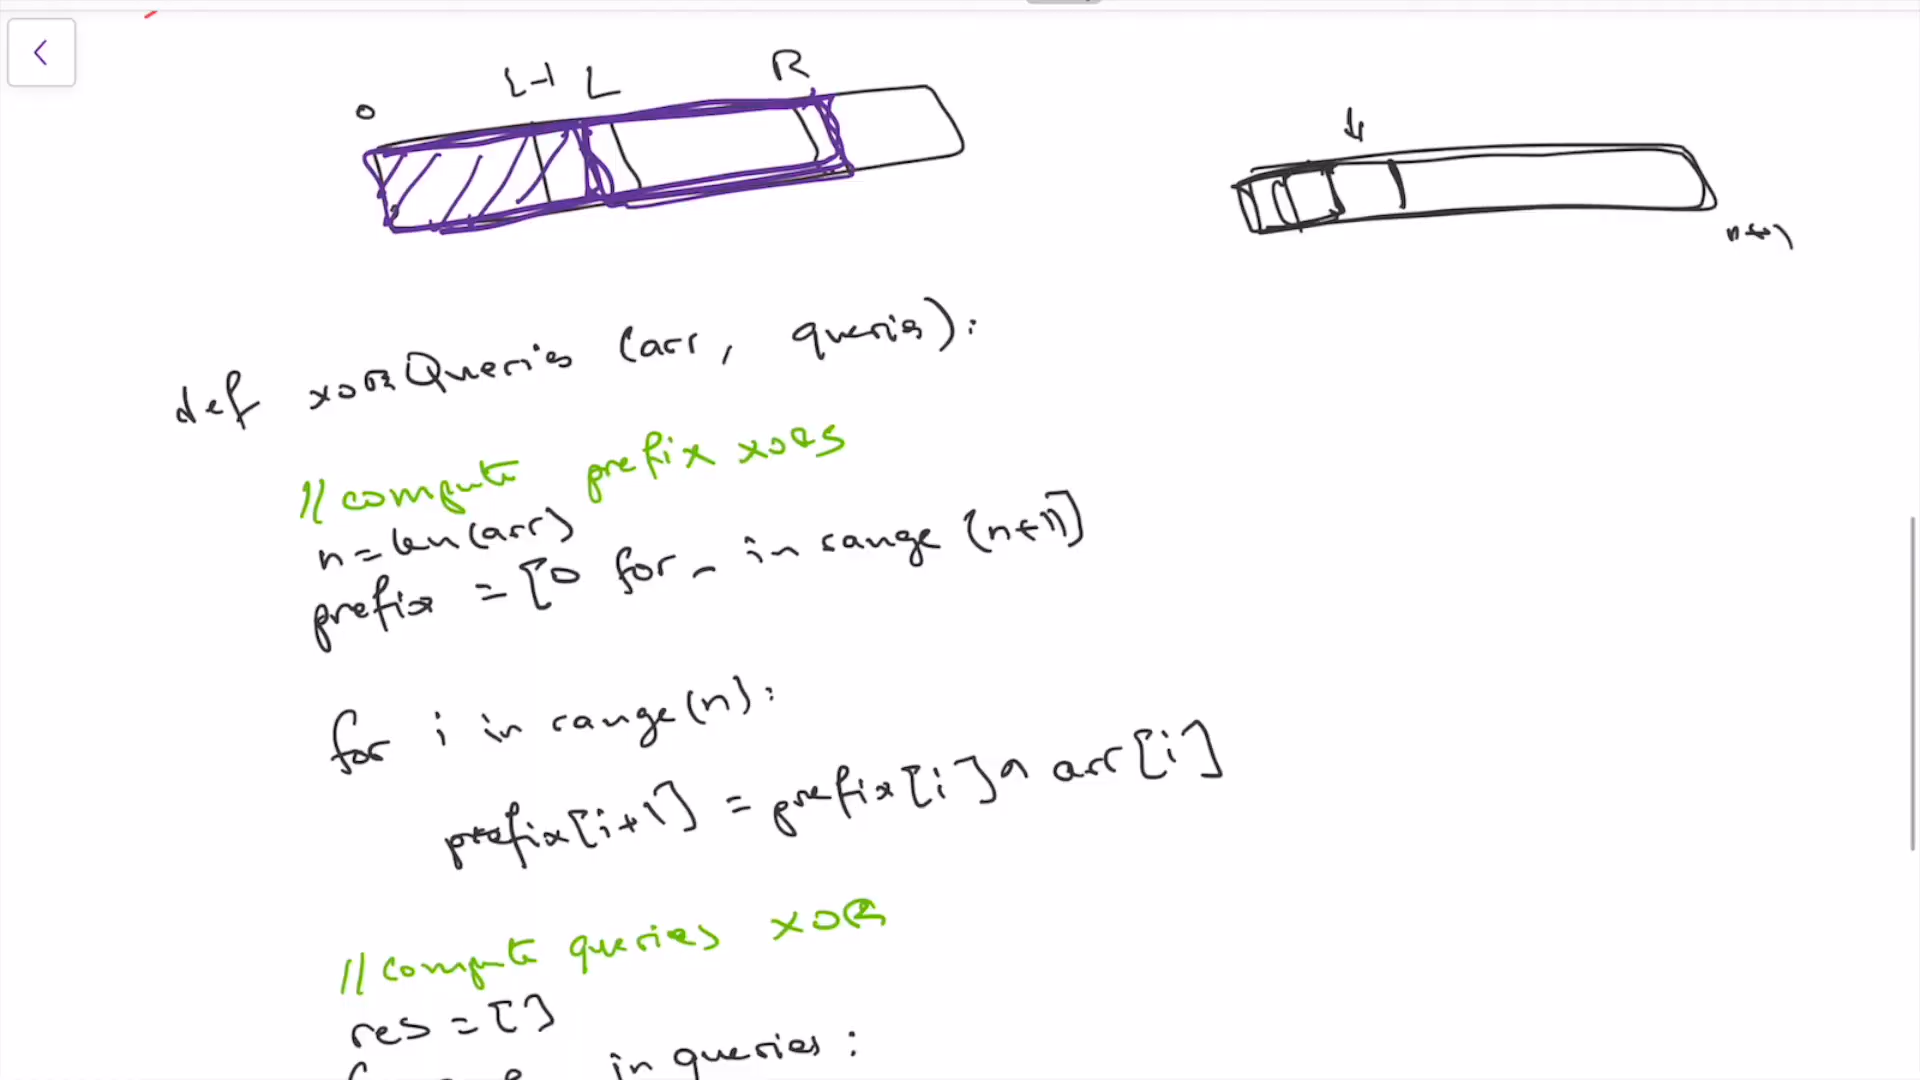 0 L-1 L R
n+1
def xorQueries (arr, queris):
// compute prefix xors
n = len(arr)
prefix = [0 for _ in range (n+1)]
for i in range(n):
prefix[i+1] = prefix[i] ^ arr[i]
// compute queries XOR
res = []
in queries: